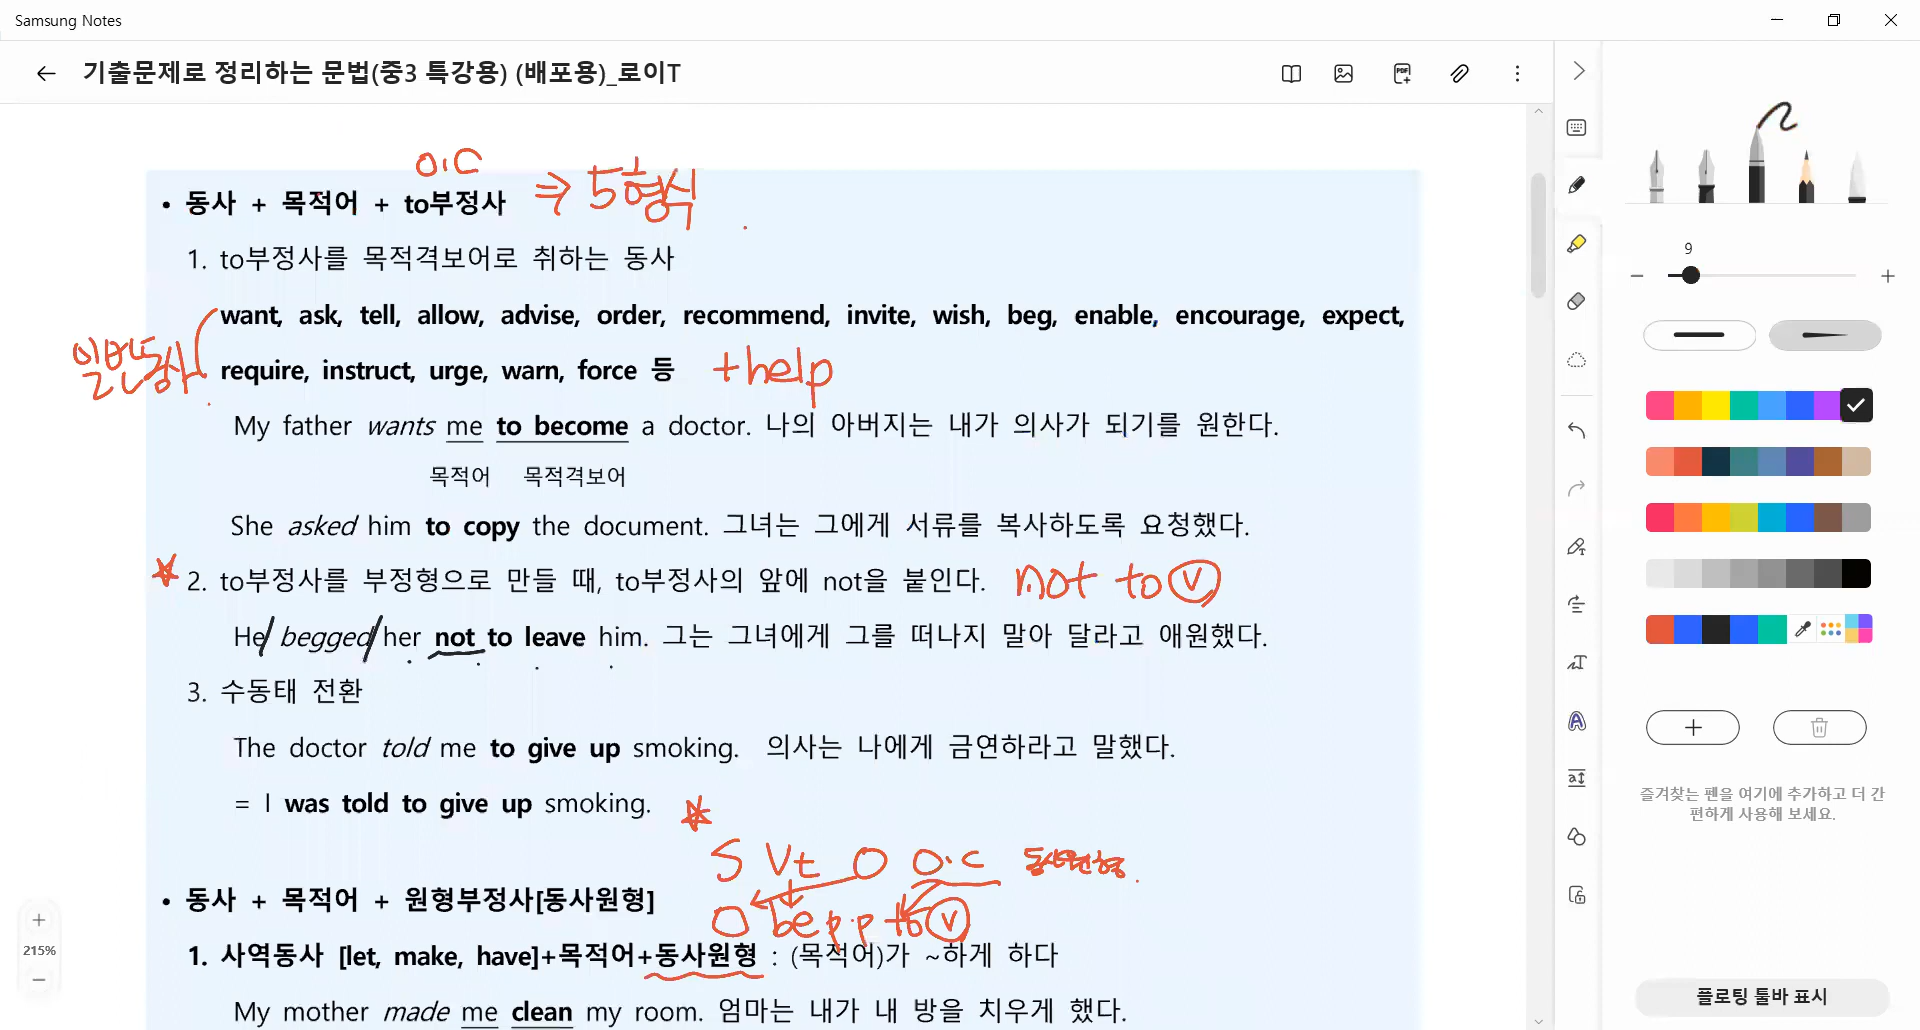 Samsung Notes
기출문제로 정리하는 문법(중3 특강용) (배포용)_로이T
O.C
• 동사 + 목적어 + to부정사 ⇒ 5형식
1. to부정사를 목적격보어로 취하는 동사
want, ask, tell, allow, advise, order, recommend, invite, wish, beg, enable, encourage, expect,
일반동사
require, instruct, urge, warn, force 등 +help
My father wants me to become a doctor. 나의 아버지는 내가 의사가 되기를 원한다.
목적어 목적격보어
She asked him to copy the document. 그녀는 그에게 서류를 복사하도록 요청했다.
2. to부정사를 부정형으로 만들 때, to부정사의 앞에 not을 붙인다. not to V
He/ begged/ her not to leave him. 그는 그녀에게 그를 떠나지 말아 달라고 애원했다.
3. 수동태 전환
The doctor told me to give up smoking. 의사는 나에게 금연하라고 말했다.
= I was told to give up smoking.
S Vt O O.C 동사원형
• 동사 + 목적어 + 원형부정사[동사원형]
O be p.p to V
1. 사역동사 [let, make, have]+목적어+동사원형 : (목적어)가 ~하게 하다
My mother made me clean my room. 엄마는 내가 내 방을 치우게 했다.
215%
9
즐겨찾는 펜을 여기에 추가하고 더 간
편하게 사용해 보세요.
플로팅 툴바 표시